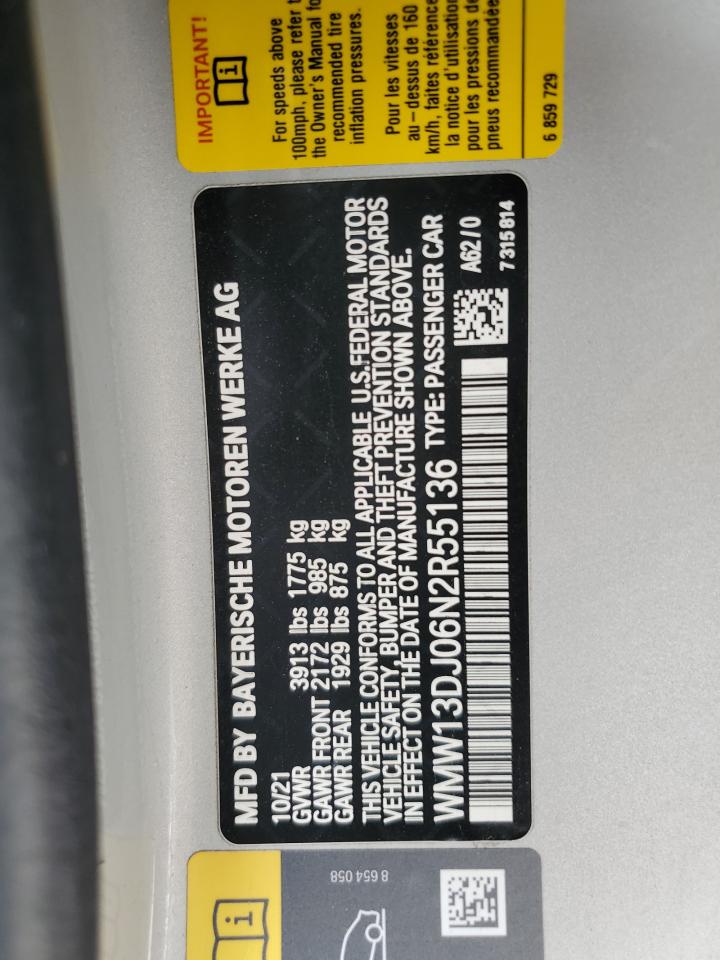 MFD BY BAYERISCHE MOTOREN WERKE AG
10/21
GVWR 3913 lbs 1775 kg
GAWR FRONT 2172 lbs 985 kg
GAWR REAR 1929 lbs 875 kg
THIS VEHICLE CONFORMS TO ALL APPLICABLE U.S.FEDERAL MOTOR
VEHICLE SAFETY, BUMPER AND THEFT PREVENTION STANDARDS
IN EFFECT ON THE DATE OF MANUFACTURE SHOWN ABOVE.
WMW13DJ06N2R55136 TYPE: PASSENGER CAR
A62/0
7 315 814
IMPORTANT!
For speeds above
100mph, please refer
the Owner's Manual
recommended tire
inflation pressures.
Pour les vitesses
au-dessus de 160
km/h, faites
la notice
pour les pressions de
pneus
6 859 729
8 654 058